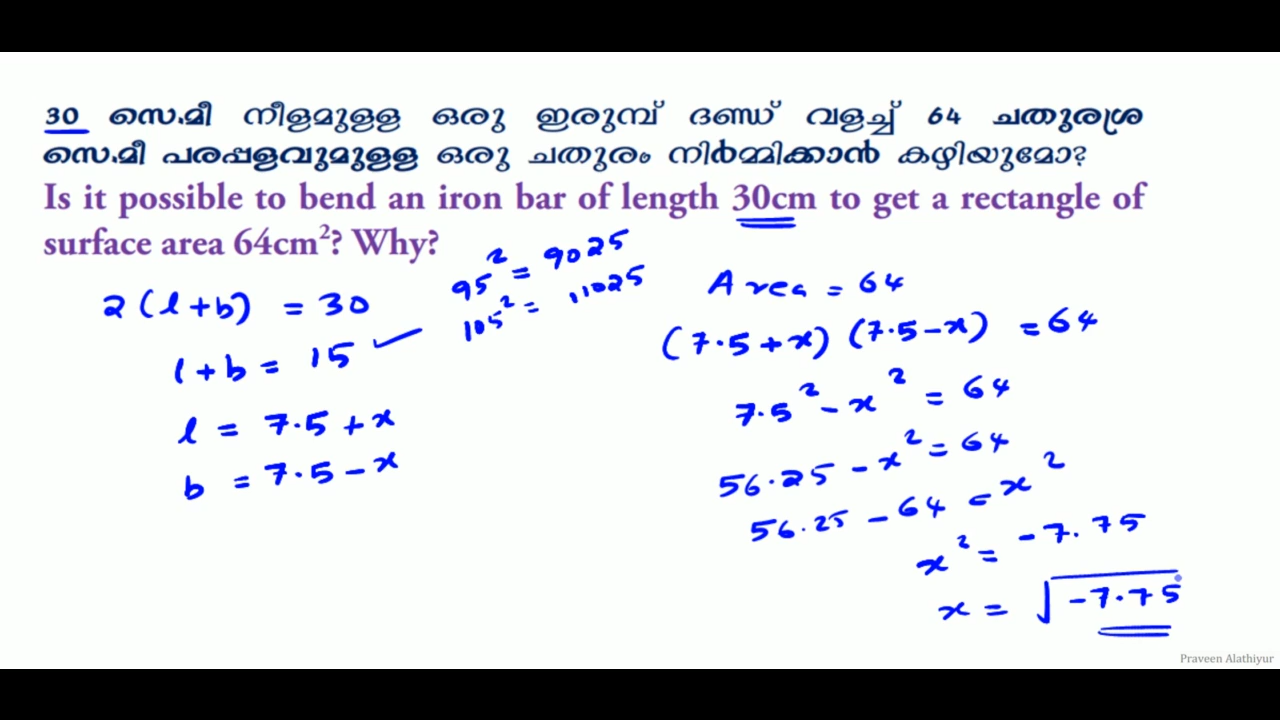 30 സെ.മീ നീളമുള്ള ഒരു ഇരുമ്പ് ദണ്ഡ് വളച്ച് 64 ചതുരശ്ര
സെ.മീ പരപ്പളവുമുള്ള ഒരു ചതുരം നിർമ്മിക്കാൻ കഴിയുമോ?
Is it possible to bend an iron bar of length 30cm to get a rectangle of
surface area 64cm²? Why?
2(l+b) = 30
l+b = 15
l = 7.5+x
b = 7.5-x
95² = 9025
105² = 11025
Area = 64
(7.5+x) (7.5-x) = 64
7.5² - x² = 64
56.25 - x² = 64
56.25 - 64 = x²
x² = -7.75
x = √-7.75
Praveen Alathiyur